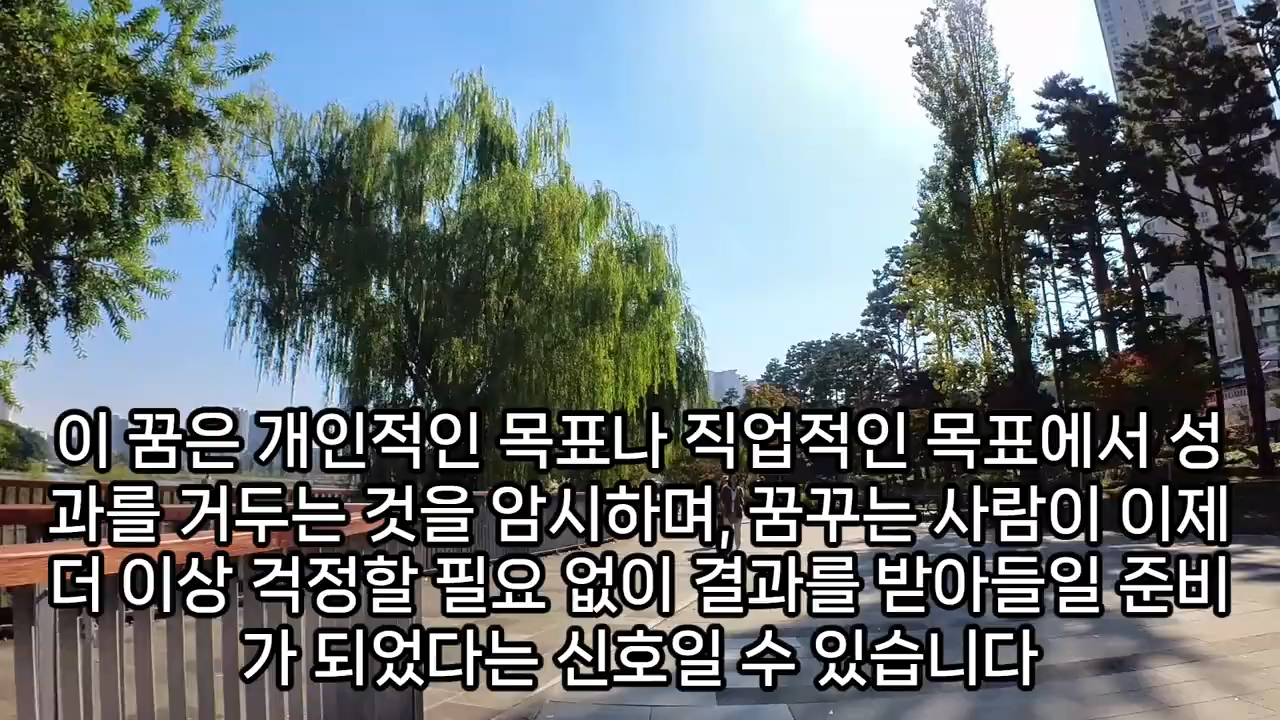 이 꿈은 개인적인 목표나 직업적인 목표에서 성
과를 거두는 것을 암시하며, 꿈꾸는 사람이 이제
더 이상 걱정할 필요 없이 결과를 받아들일 준비
가 되었다는 신호일 수 있습니다